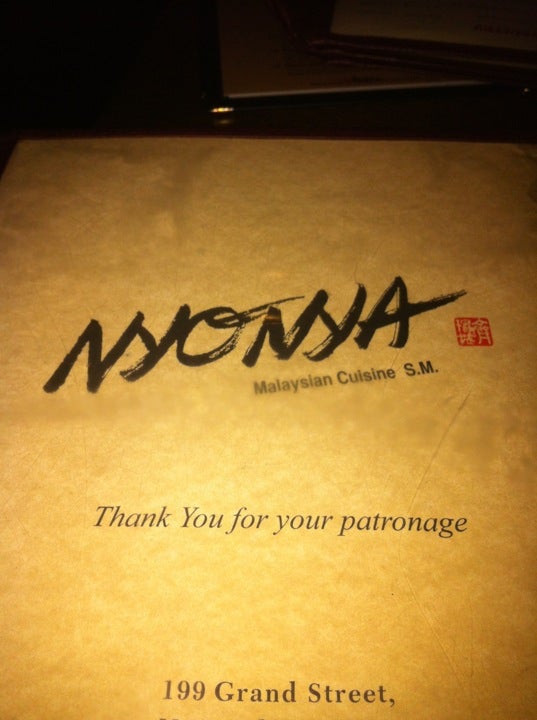 NYONYA
Malaysian Cuisine S.M.
Thank You for your patronage
199 Grand Street,